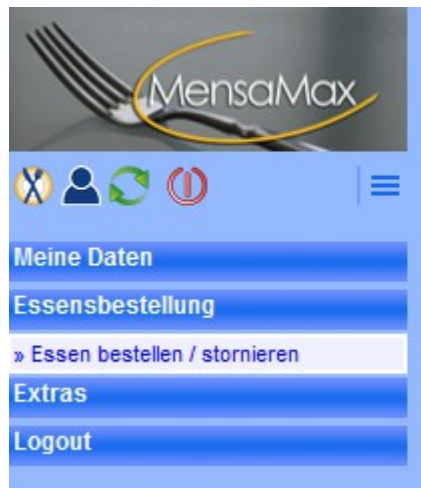 MensaMax
Meine Daten
Essensbestellung
» Essen bestellen / stornieren
Extras
Logout